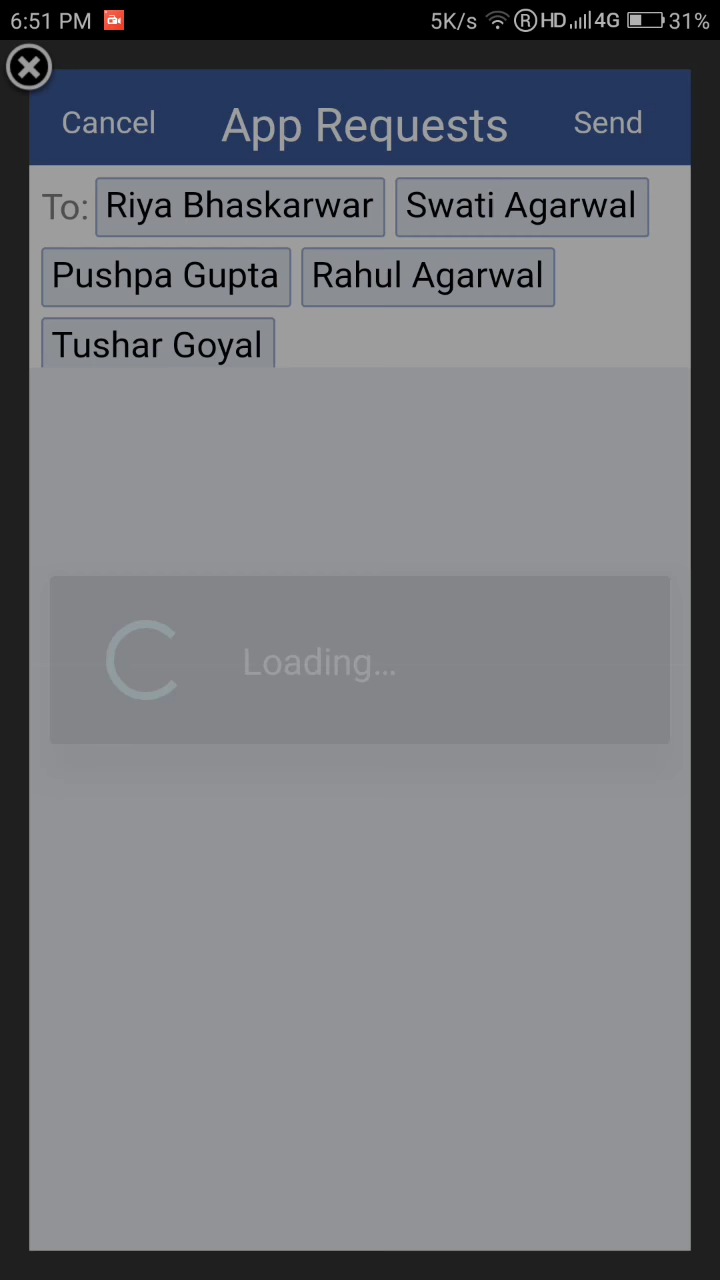 6:51 PM 5K/s R HD 4G 31%
Cancel App Requests Send
To: Riya Bhaskarwar Swati Agarwal
Pushpa Gupta Rahul Agarwal
Tushar Goyal
Loading...